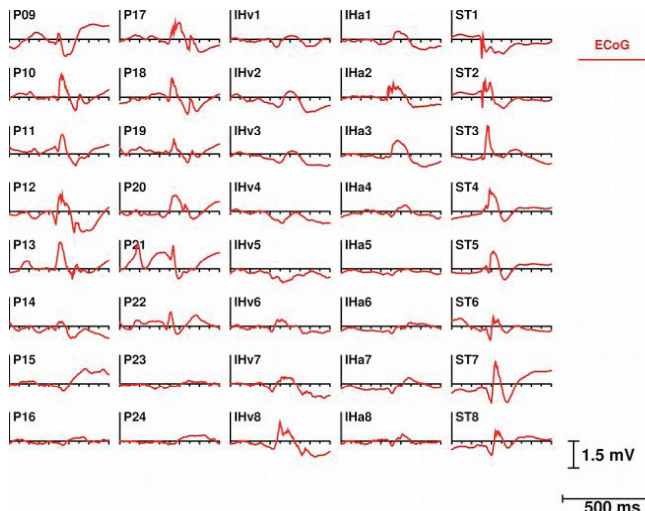 P09 P17 IHv1 IHa1 ST1
ECoG
P10 P18 IHv2 IHa2 ST2
P11 P19 IHv3 IHa3 ST3
P12 P20 IHv4 IHa4 ST4
P13 P21 IHv5 IHa5 ST5
P14 P22 IHv6 IHa6 ST6
P15 P23 IHv7 IHa7 ST7
P16 P24 IHv8 IHa8 ST8
1.5 mV
500 ms